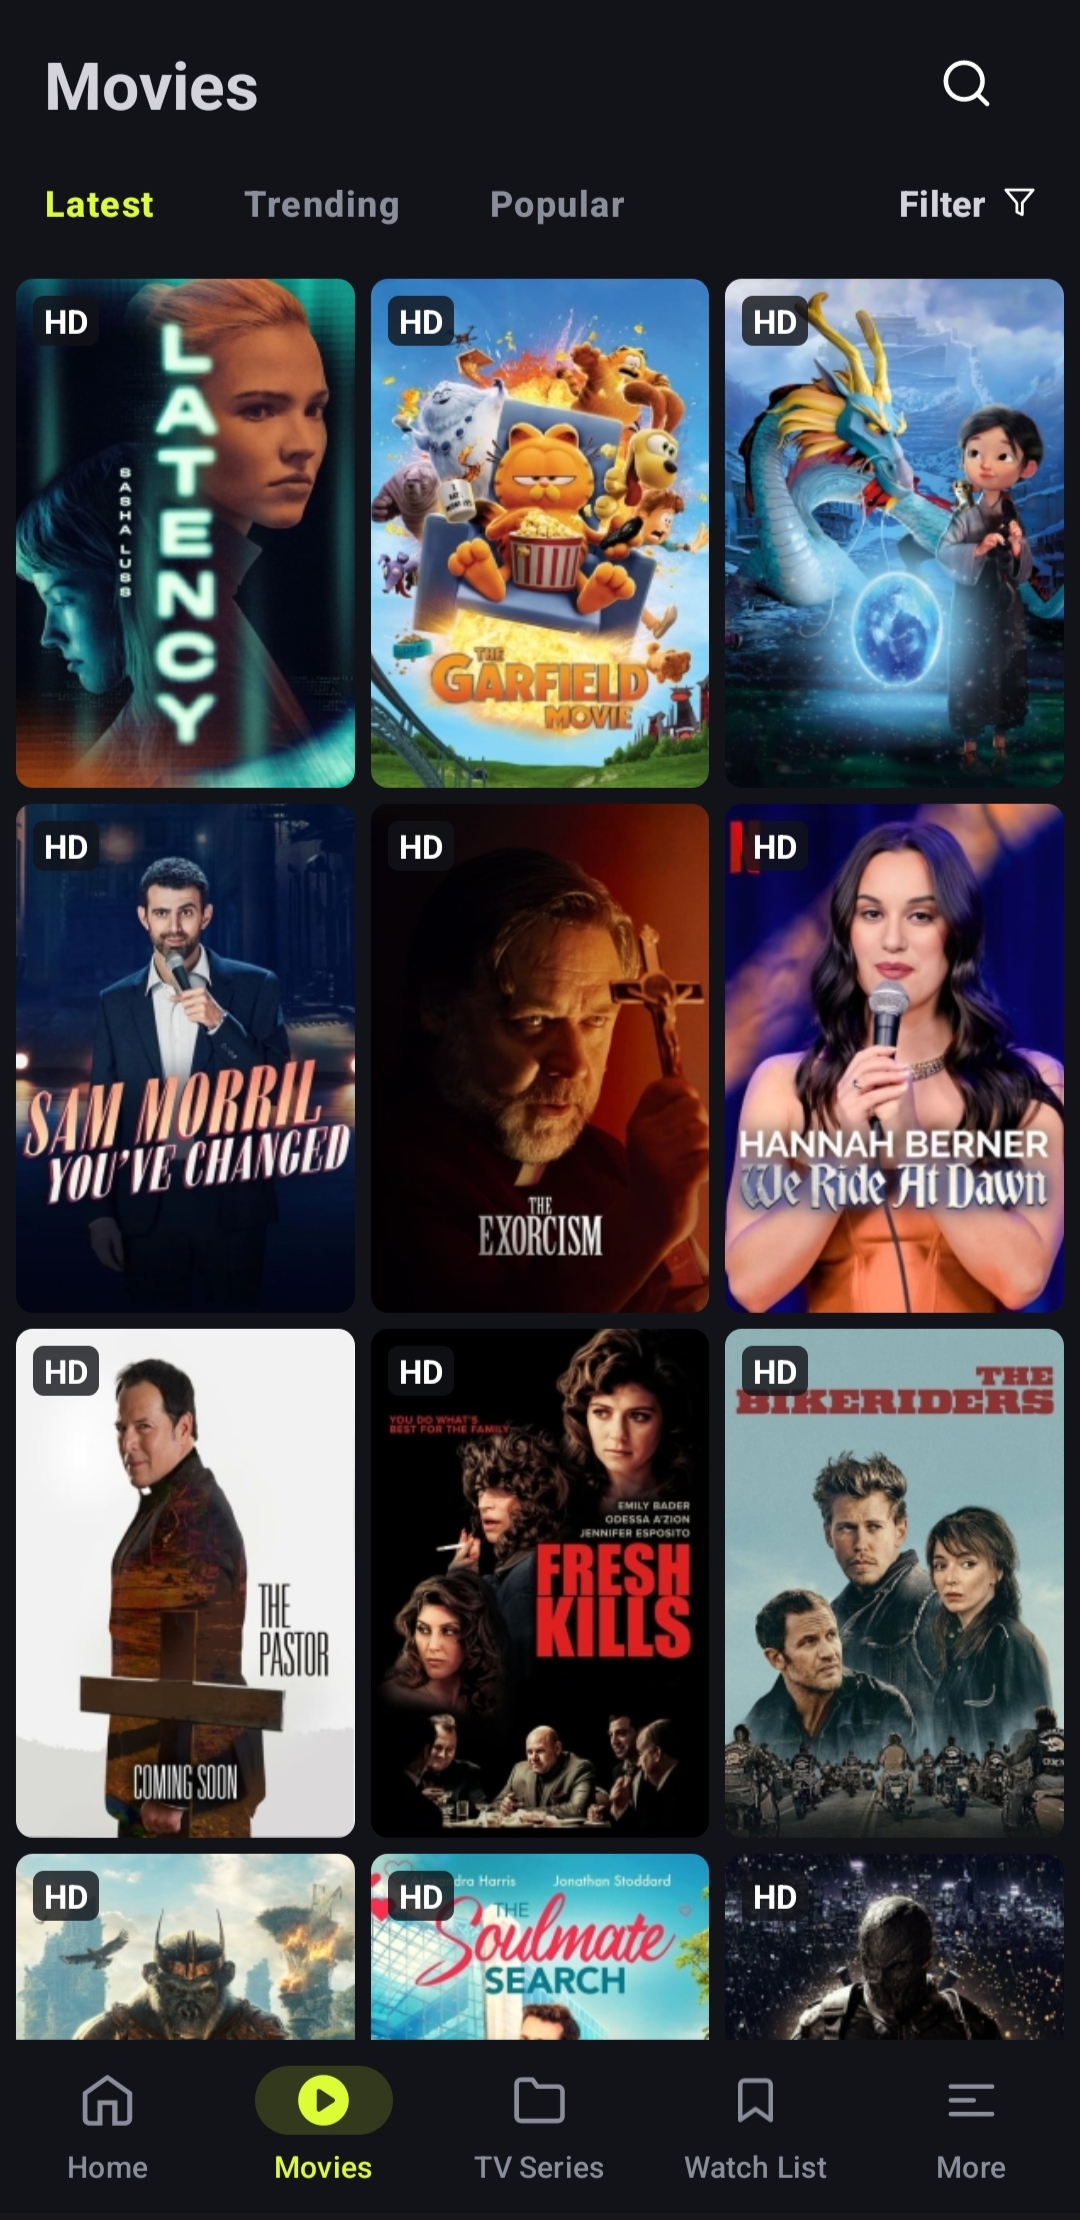 Movies
Latest
Trending
Popular
Filter
HD
LATENCY
SASHA LUSS
HD
THE
GARFIELD
MOVIE
HD
HD
SAM MORRIL
YOU'VE CHANGED
HD
THE
EXORCISM
HD
HANNAH BERNER
We Ride At Dawn
HD
THE
PASTOR
COMING SOON
HD
YOU DO WHAT'S
BEST FOR THE FAMILY
EMILY BADER
ODESSA A'ZION
JENNIFER ESPOSITO
FRESH
KILLS
HD
THE
BIKERIDERS
HD
HD
Harris
Jonathan Stoddard
THE
Soulmate
SEARCH
HD
Home
Movies
TV Series
Watch List
More